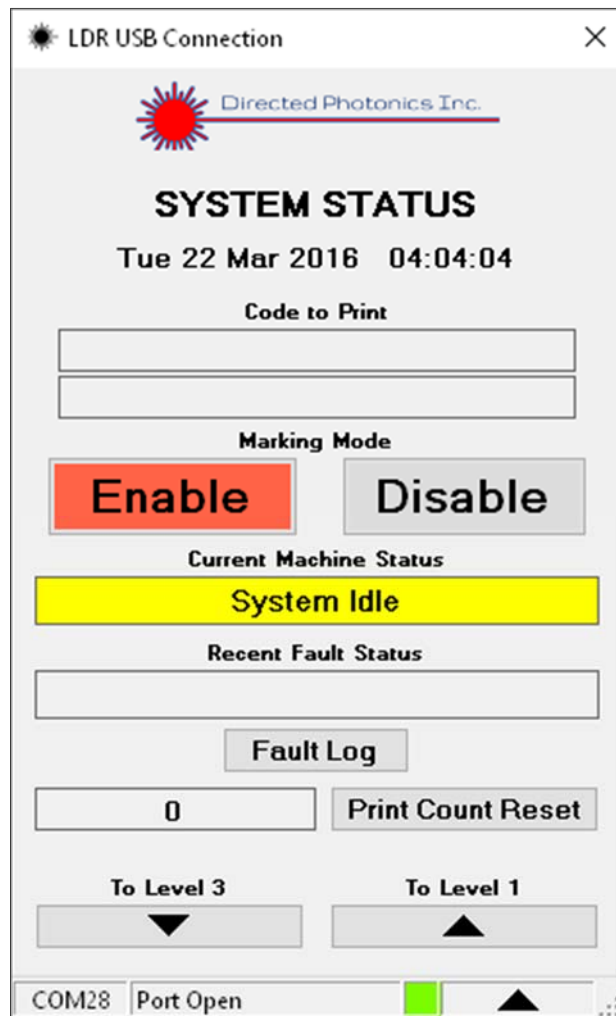 LDR USB Connection
Directed Photonics Inc.
SYSTEM STATUS
Tue 22 Mar 2016 04:04:04
Code to Print
Marking Mode
Enable Disable
Current Machine Status
System Idle
Recent Fault Status
Fault Log
0 Print Count Reset
To Level 3 To Level 1
COM28 Port Open